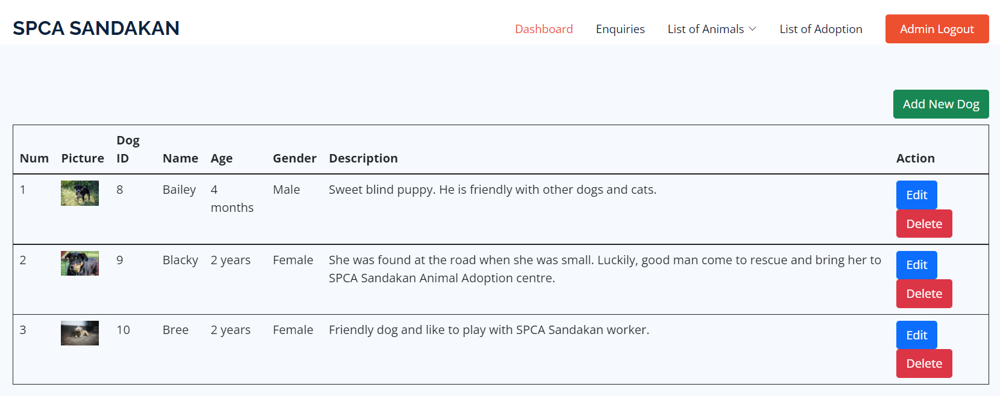 SPCA SANDAKAN
Dashboard Enquiries List of Animals List of Adoption Admin Logout
Add New Dog
Num Picture Dog ID Name Age Gender Description Action
1 8 Bailey 4 months Male Sweet blind puppy. He is friendly with other dogs and cats. Edit
Delete
2 9 Blacky 2 years Female She was found at the road when she was small. Luckily, good man come to rescue and bring her to
SPCA Sandakan Animal Adoption centre.
Edit
Delete
3 10 Bree 2 years Female Friendly dog and like to play with SPCA Sandakan worker. Edit
Delete